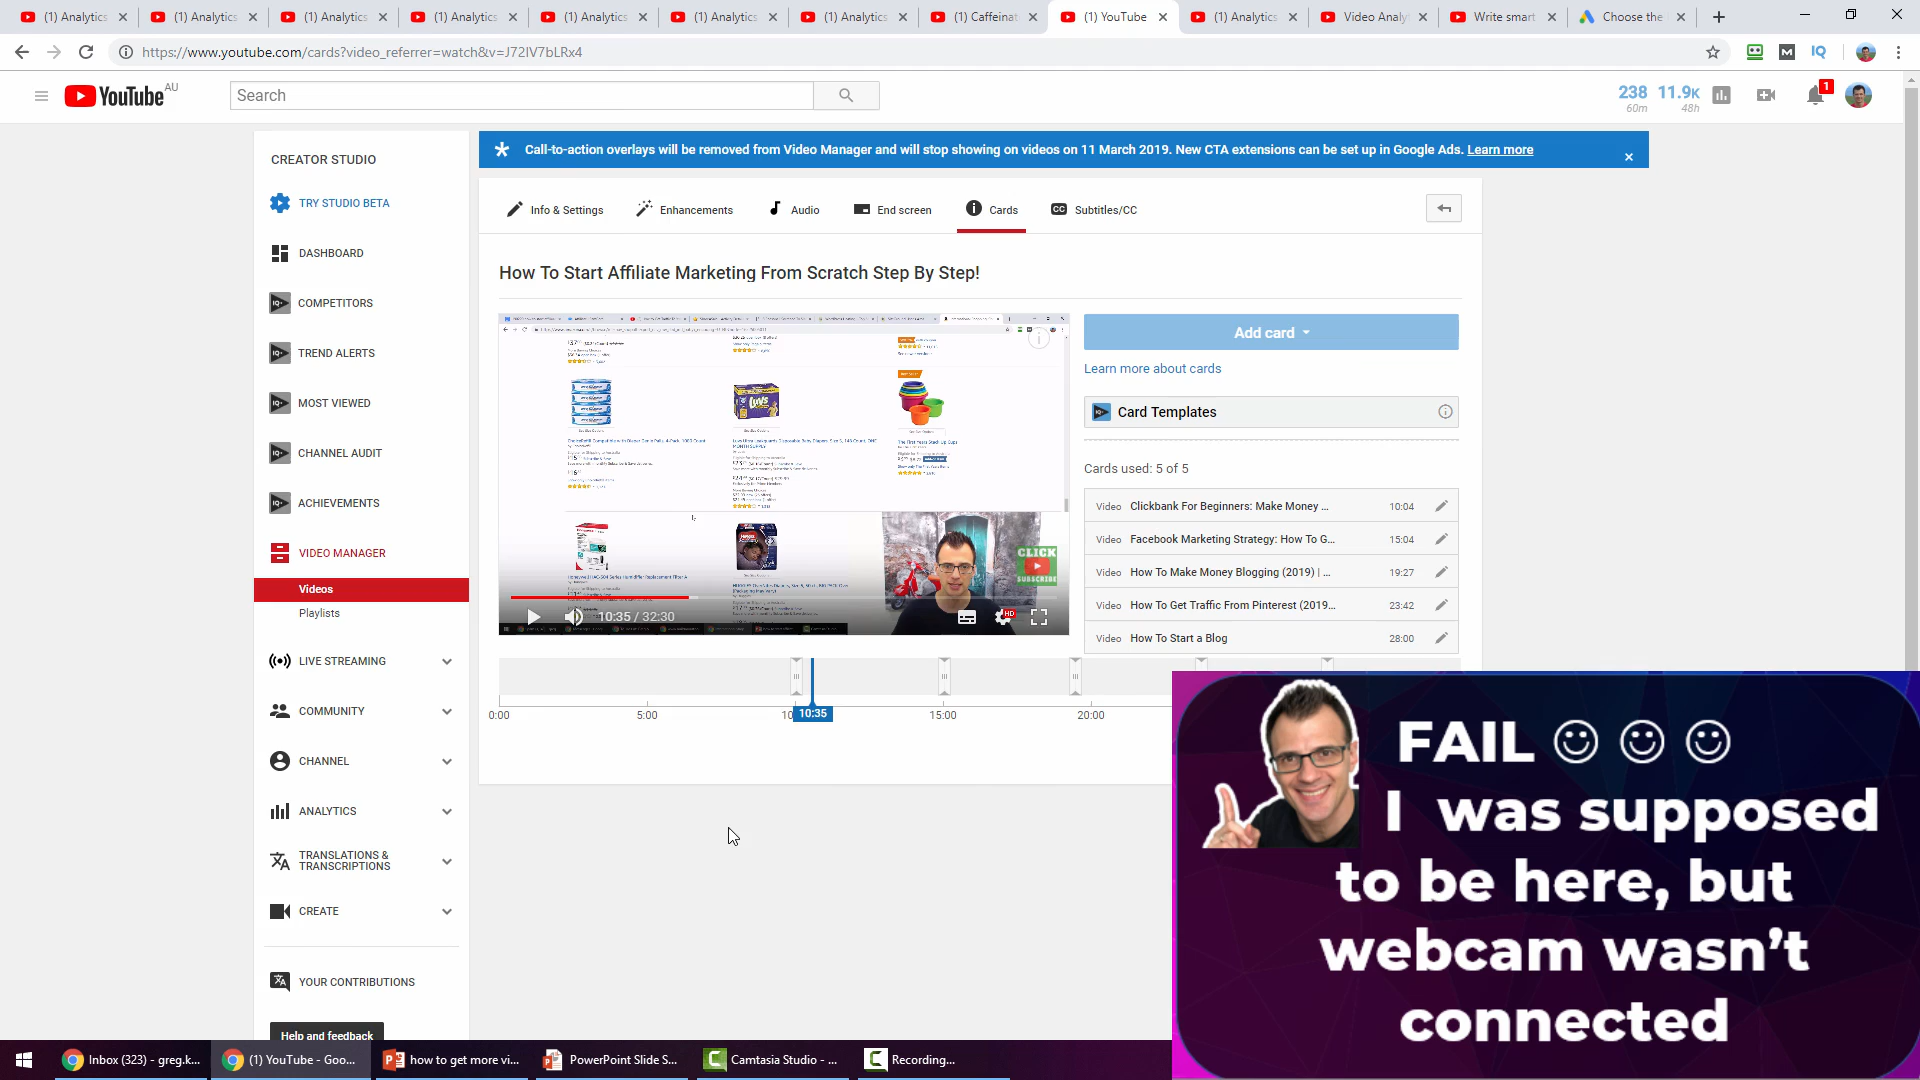 (1) Analytics
(1) Analytics
(1) Analytics
(1) Analytics
(1) Analytics
(1) Analytics
(1) Analytics
(1) Caffeinat
(1) YouTube
(1) Analytics
Video Analy
Write smart
Choose the
https://www.youtube.com/cards?video_referrer=watch&v=J72IV7bLRx4
YouTube AU
Search
238 11.9K
60m 48h
1
CREATOR STUDIO
TRY STUDIO BETA
DASHBOARD
COMPETITORS
TREND ALERTS
MOST VIEWED
CHANNEL AUDIT
ACHIEVEMENTS
VIDEO MANAGER
Videos
Playlists
LIVE STREAMING
COMMUNITY
CHANNEL
ANALYTICS
TRANSLATIONS &
TRANSCRIPTIONS
CREATE
YOUR CONTRIBUTIONS
Help and feedback
Call-to-action overlays will be removed from Video Manager and will stop showing on videos on 11 March 2019. New CTA extensions can be set up in Google Ads. Learn more
Info & Settings
Enhancements
Audio
End screen
Cards
Subtitles/CC
How To Start Affiliate Marketing From Scratch Step By Step!
CLICK
SUBSCRIBE
10:35 / 32:30
HD
Add card
Learn more about cards
Card Templates
Cards used: 5 of 5
Video Clickbank For Beginners: Make Money ... 10:04
Video Facebook Marketing Strategy: How To G... 15:04
Video How To Make Money Blogging (2019) | ... 19:27
Video How To Get Traffic From Pinterest (2019... 23:42
Video How To Start a Blog 28:00
0:00
5:00
10:35
15:00
20:00
FAIL ☺ ☺ ☺
I was supposed
to be here, but
webcam wasn't
connected
Inbox (323) - greg.k...
(1) YouTube - Goo...
how to get more vi...
PowerPoint Slide S...
Camtasia Studio - ...
Recording...